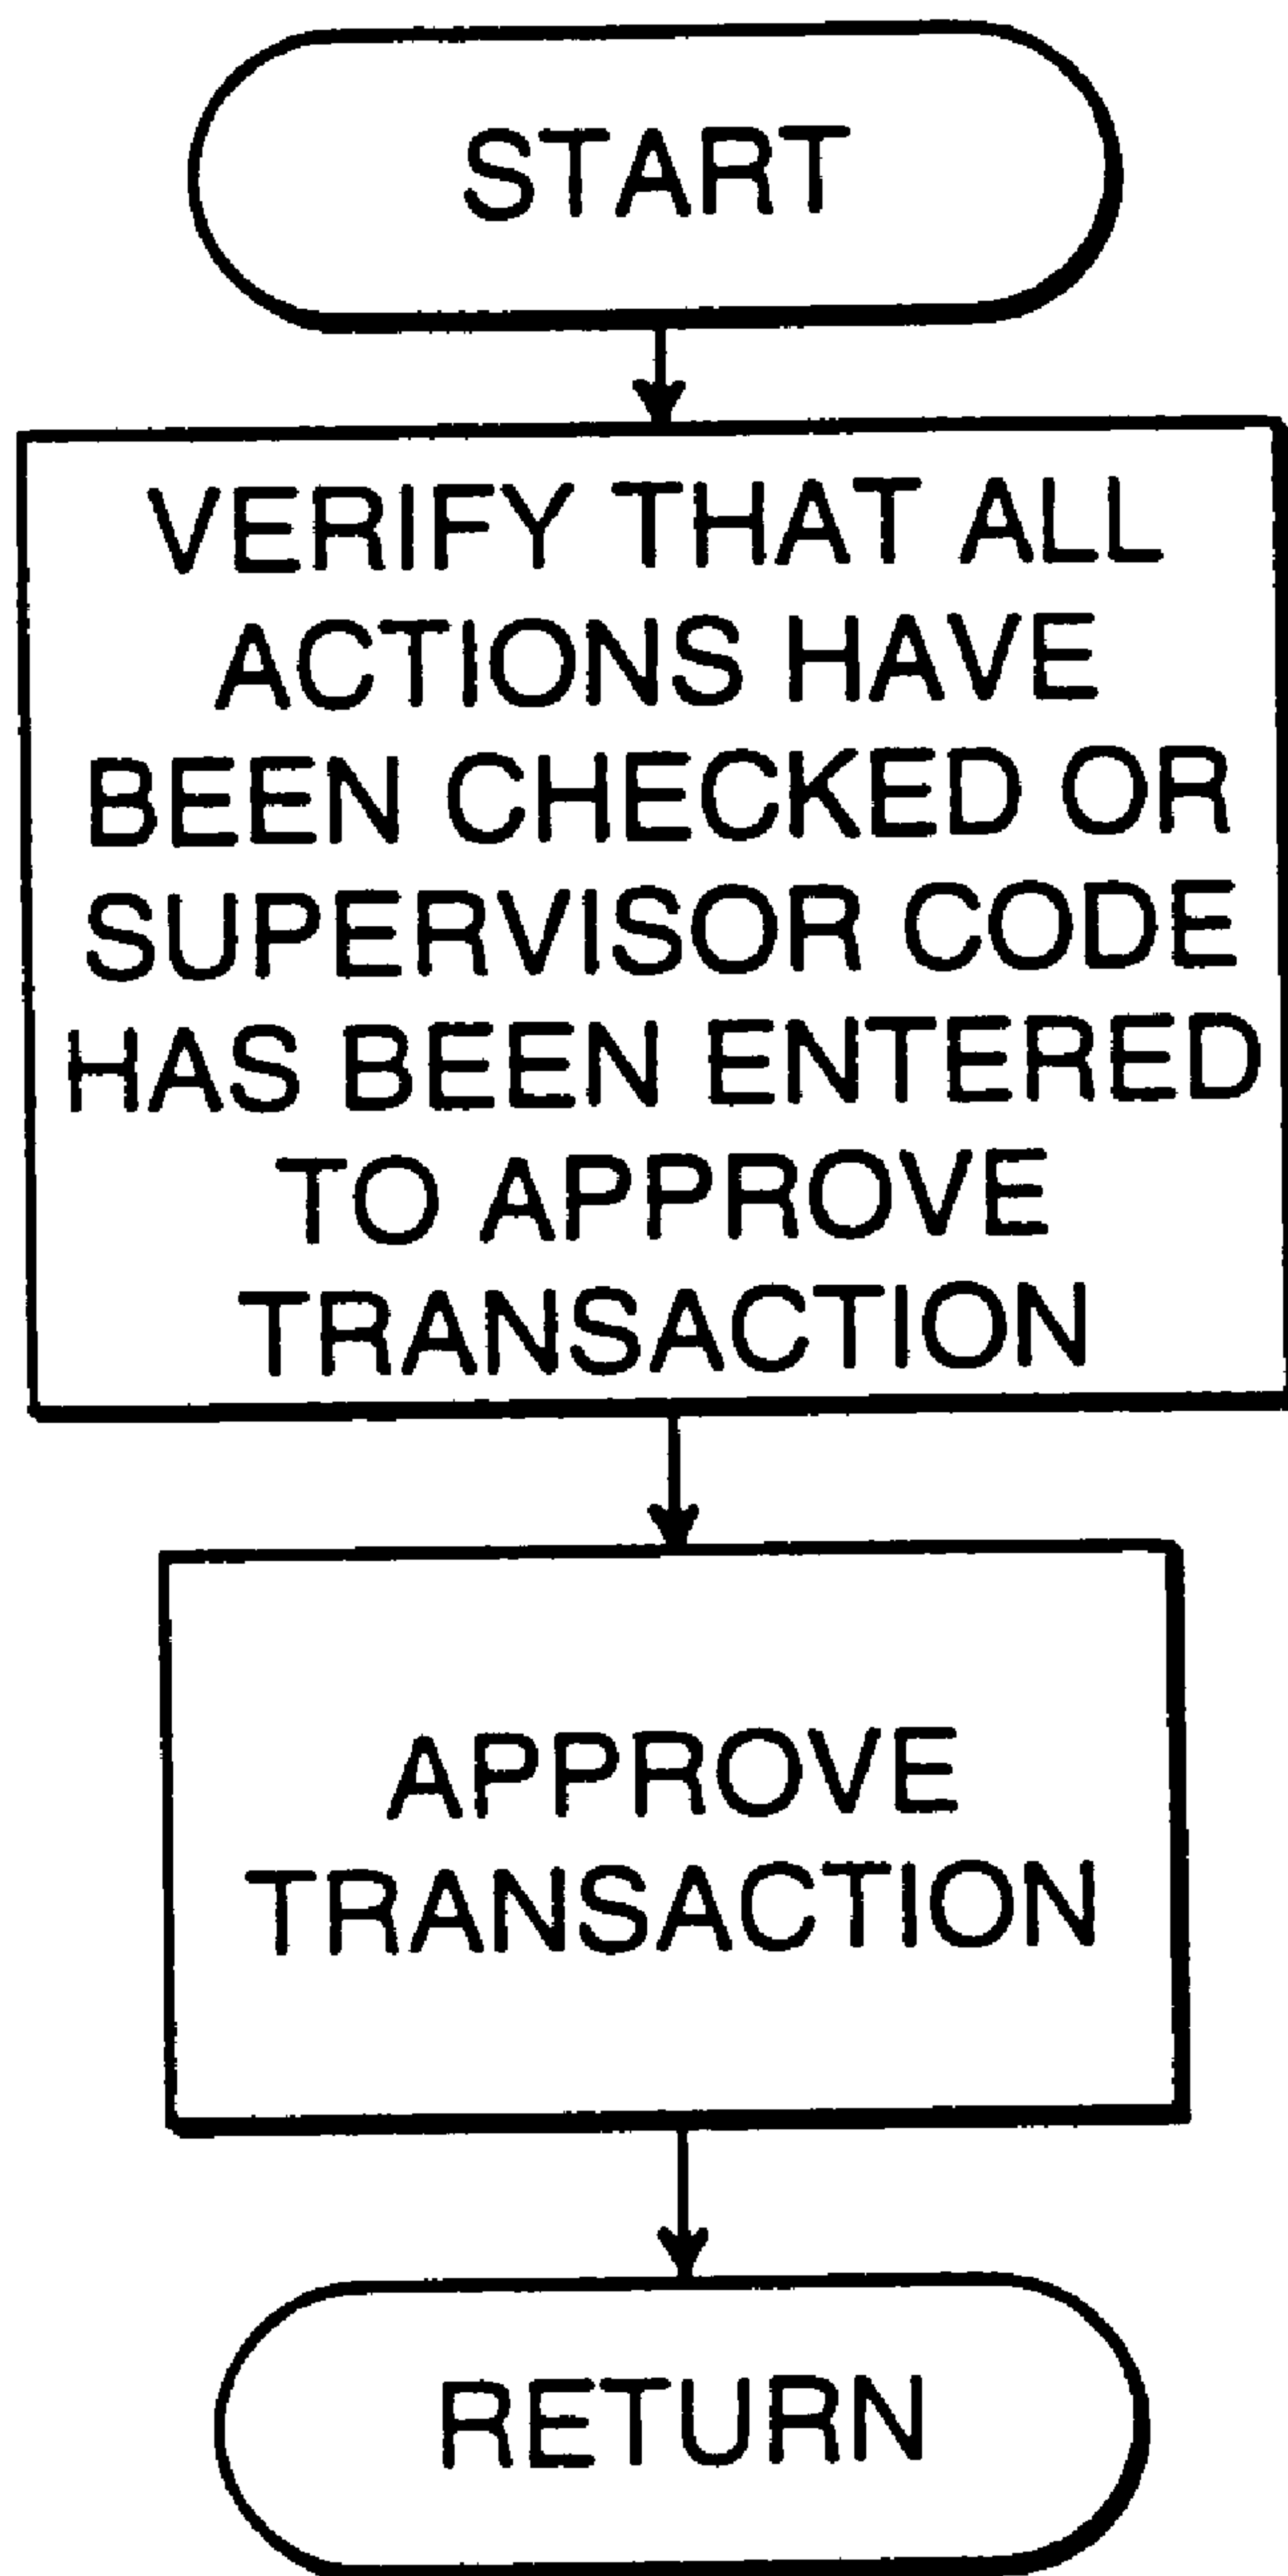 START
VERIFY THAT ALL
ACTIONS HAVE
BEEN CHECKED OR
SUPERVISOR CODE
HAS BEEN ENTERED
TO APPROVE
TRANSACTION
APPROVE
TRANSACTION
RETURN